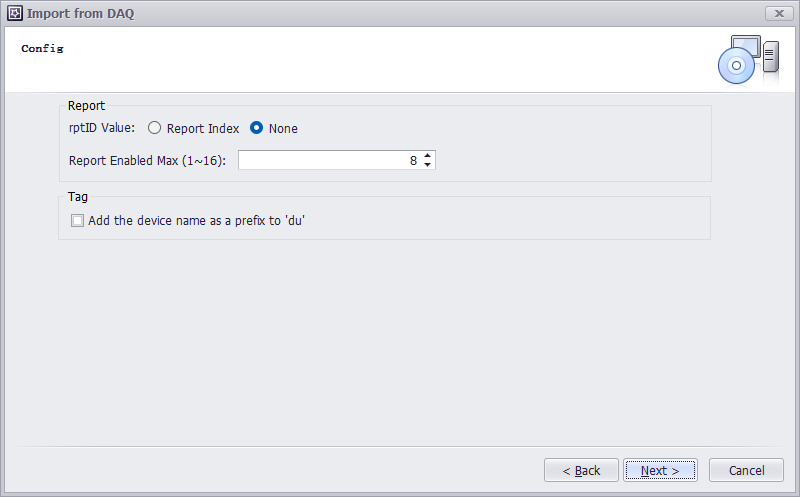 Import from DAQ
Config
Report
rptID Value: Report Index None
Report Enabled Max (1~16): 8
Tag
Add the device name as a prefix to 'du'
< Back Next > Cancel